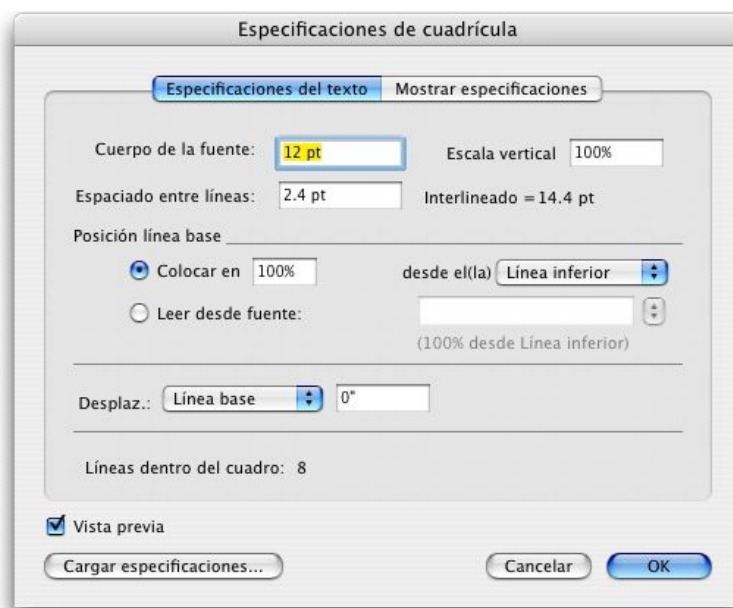 Especificaciones de cuadrícula
Especificaciones del texto Mostrar especificaciones
Cuerpo de la fuente: 12 pt Escala vertical 100%
Espaciado entre líneas: 2.4 pt Interlineado = 14.4 pt
Posición línea base
Colocar en 100% desde el(la) Línea inferior
Leer desde fuente:
(100% desde Línea inferior)
Desplaz.: Línea base 0"
Líneas dentro del cuadro: 8
Vista previa
Cargar especificaciones... Cancelar OK